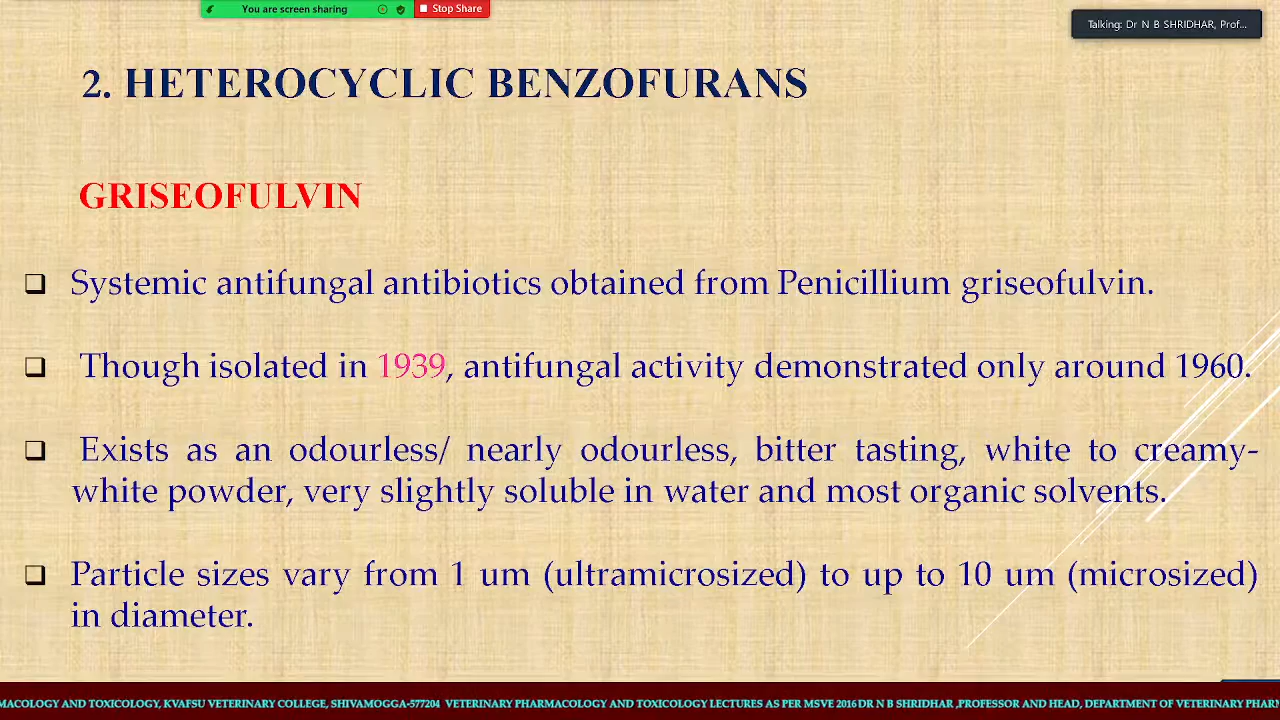 You are screen sharing
Stop Share
Talking: Dr N B SHRIDHAR, Prof...
2. HETEROCYCLIC BENZOFURANS
GRISEOFULVIN
Systemic antifungal antibiotics obtained from Penicillium griseofulvin.
Though isolated in 1939, antifungal activity demonstrated only around 1960.
Exists as an odourless/ nearly odourless, bitter tasting, white to creamy-
white powder, very slightly soluble in water and most organic solvents.
Particle sizes vary from 1 um (ultramicrosized) to up to 10 um (microsized)
in diameter.
MACOLOGY AND TOXICOLOGY, KVAFSU VETERINARY COLLEGE, SHIVAMOGGA-577204 VETERINARY PHARMACOLOGY AND TOXICOLOGY LECTURES AS PER MSVE 2016 DR N B SHRIDHAR ,PROFESSOR AND HEAD, DEPARTMENT OF VETERINARY PHAR